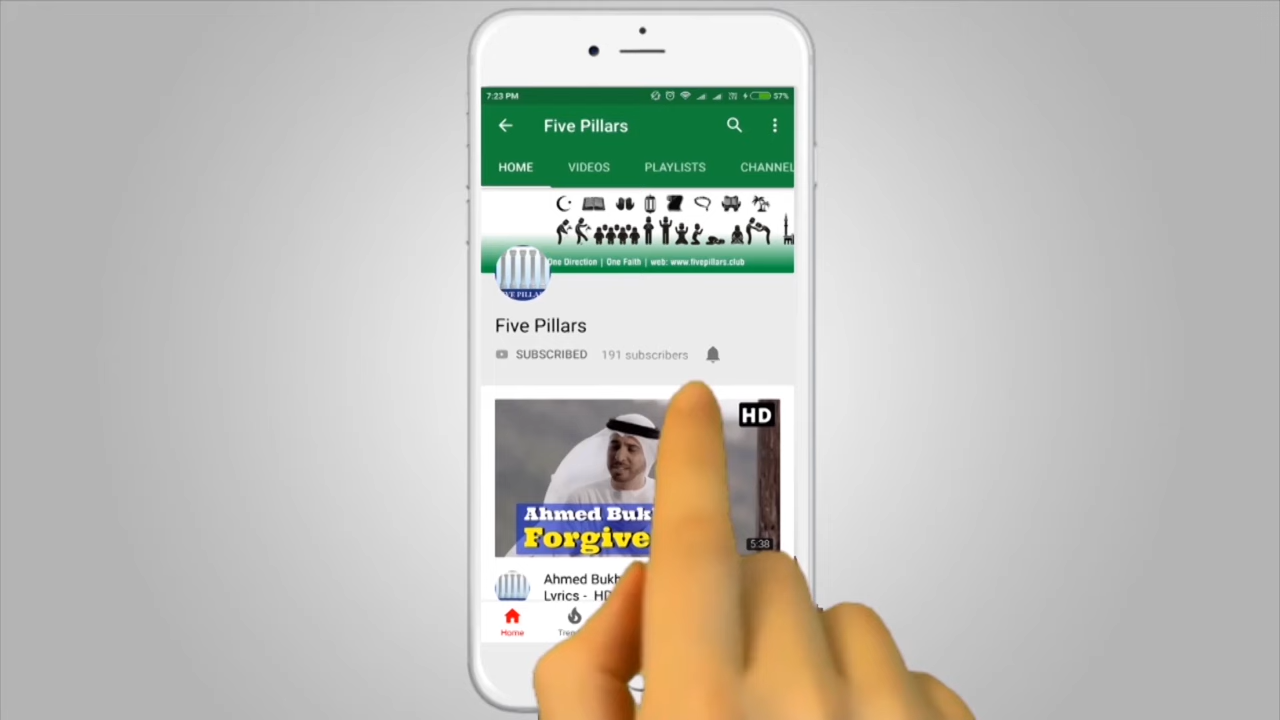 7:23 PM
57%
Five Pillars
HOME VIDEOS PLAYLISTS CHANNEL
One Direction | One Faith | web: www.fivepillars.club
Five Pillars
SUBSCRIBED 191 subscribers
HD
Ahmed Buk
Forgive
5:38
Ahmed Bukh
Lyrics - HD
Home